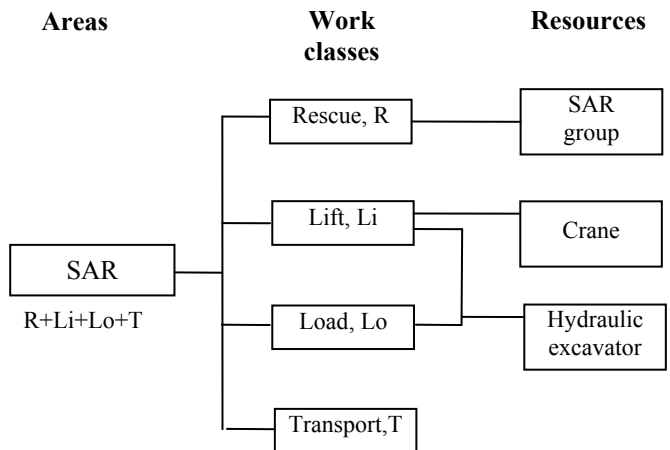 Areas
Work
classes
Resources
Rescue, R
SAR
group
Lift, Li
Crane
SAR
R+Li+Lo+T
Load, Lo
Hydraulic
excavator
Transport,T